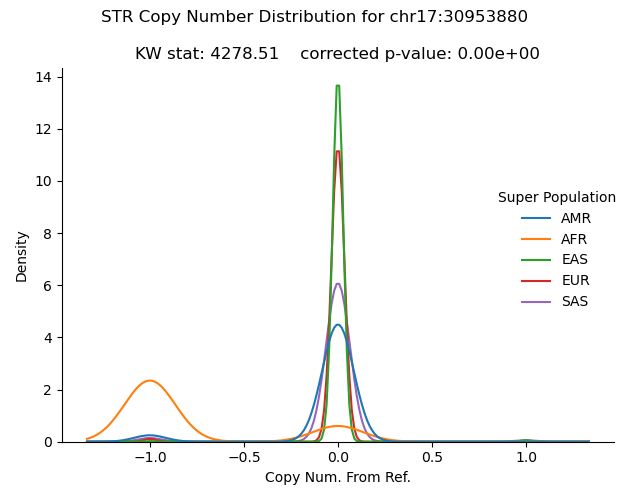 STR Copy Number Distribution for chr17:30953880
KW stat: 4278.51    corrected p-value: 0.00e+00
14
12
10
8
6
4
2
0
Density
−1.0
−0.5
0.0
0.5
1.0
Copy Num. From Ref.
Super Population
AMR
AFR
EAS
EUR
SAS